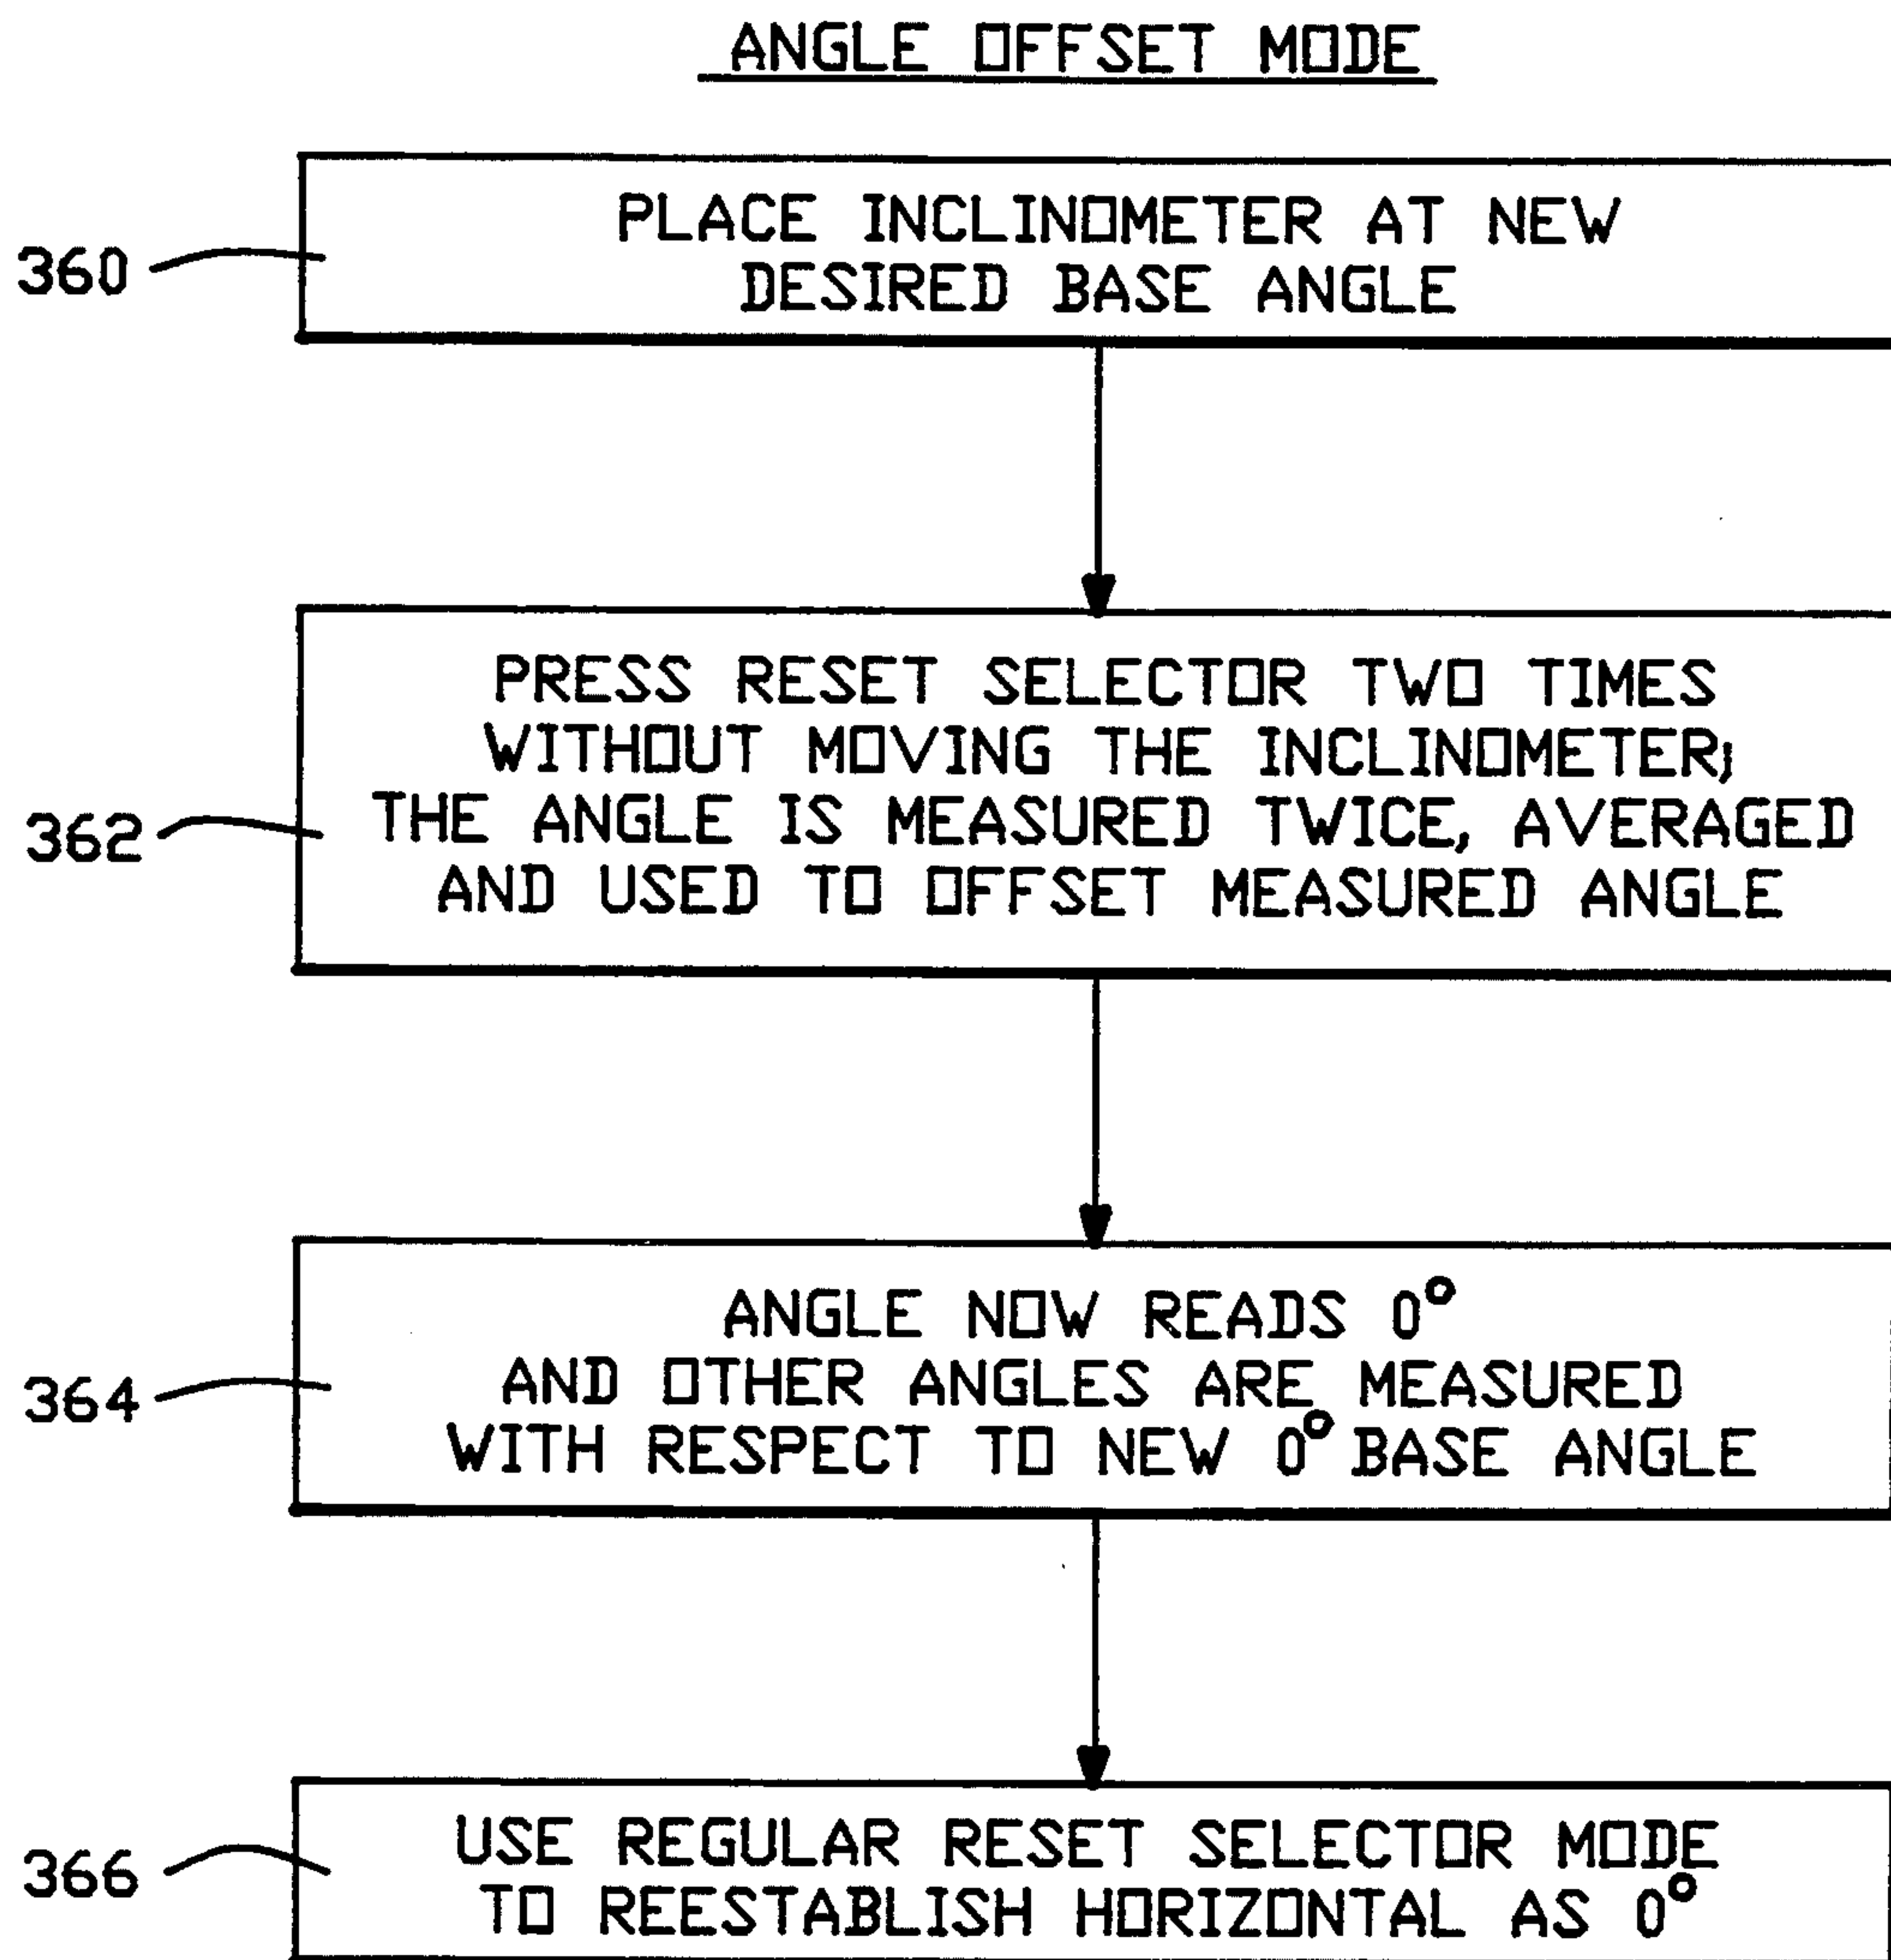 ANGLE OFFSET MODE
PLACE INCLINOMETER AT NEW
DESIRED BASE ANGLE
360
PRESS RESET SELECTOR TWO TIMES
WITHOUT MOVING THE INCLINOMETER;
THE ANGLE IS MEASURED TWICE, AVERAGED
AND USED TO OFFSET MEASURED ANGLE
362
ANGLE NOW READS 0°
AND OTHER ANGLES ARE MEASURED
WITH RESPECT TO NEW 0° BASE ANGLE
364
USE REGULAR RESET SELECTOR MODE
TO REESTABLISH HORIZONTAL AS 0°
366